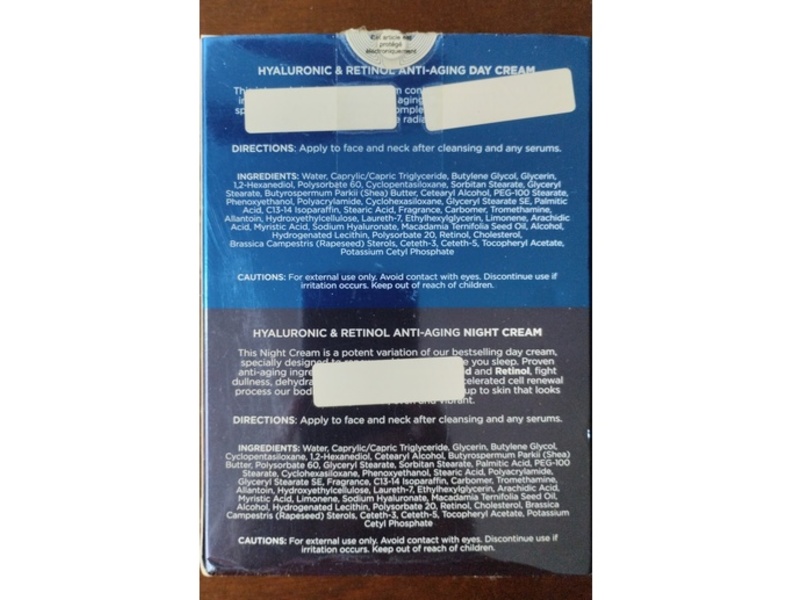 Cet article est
protégé
électroniquement
HYALURONIC & RETINOL ANTI-AGING DAY CREAM
aging
radia
DIRECTIONS: Apply to face and neck after cleansing and any serums.
INGREDIENTS: Water, Caprylic/Capric Triglyceride, Butylene Glycol, Glycerin,
1,2-Hexanediol, Polysorbate 60, Cyclopentasiloxane, Sorbitan Stearate, Glyceryl
Stearate, Butyrospermum Parkii (Shea) Butter, Cetearyl Alcohol, PEG-100 Stearate,
Phenoxyethanol, Polyacrylamide, Cyclohexasiloxane, Glyceryl Stearate SE, Palmitic
Acid, C13-14 Isoparaffin, Stearic Acid, Fragrance, Carbomer, Tromethamine,
Allantoin, Hydroxyethylcellulose, Laureth-7, Ethylhexylglycerin, Limonene, Arachidic
Acid, Myristic Acid, Sodium Hyaluronate, Macadamia Ternifolia Seed Oil, Alcohol,
Hydrogenated Lecithin, Polysorbate 20, Retinol, Cholesterol,
Brassica Campestris (Rapeseed) Sterols, Ceteth-3, Ceteth-5, Tocopheryl Acetate,
Potassium Cetyl Phosphate
CAUTIONS: For external use only. Avoid contact with eyes. Discontinue use if
irritation occurs. Keep out of reach of children.
HYALURONIC & RETINOL ANTI-AGING NIGHT CREAM
This Night Cream is a potent variation of our bestselling day cream,
specially designed to you sleep. Proven
anti-aging and Retinol, fight
dullness, cell renewal
process our up to skin that looks
and vibrant.
DIRECTIONS: Apply to face and neck after cleansing and any serums.
INGREDIENTS: Water, Caprylic/Capric Triglyceride, Glycerin, Butylene Glycol,
Cyclopentasiloxane, 1,2-Hexanediol, Cetearyl Alcohol, Butyrospermum Parkii (Shea)
Butter, Polysorbate 60, Glyceryl Stearate, Sorbitan Stearate, Palmitic Acid, PEG-100
Stearate, Cyclohexasiloxane, Phenoxyethanol, Stearic Acid, Polyacrylamide,
Glyceryl Stearate SE, Fragrance, C13-14 Isoparaffin, Carbomer, Tromethamine,
Allantoin, Hydroxyethylcellulose, Laureth-7, Ethylhexylglycerin, Arachidic Acid,
Myristic Acid, Limonene, Sodium Hyaluronate, Macadamia Ternifolia Seed Oil,
Alcohol, Hydrogenated Lecithin, Polysorbate 20, Retinol, Cholesterol, Brassica
Campestris (Rapeseed) Sterols, Ceteth-3, Ceteth-5, Tocopheryl Acetate, Potassium
Cetyl Phosphate
CAUTIONS: For external use only. Avoid contact with eyes. Discontinue use if
irritation occurs. Keep out of reach of children.